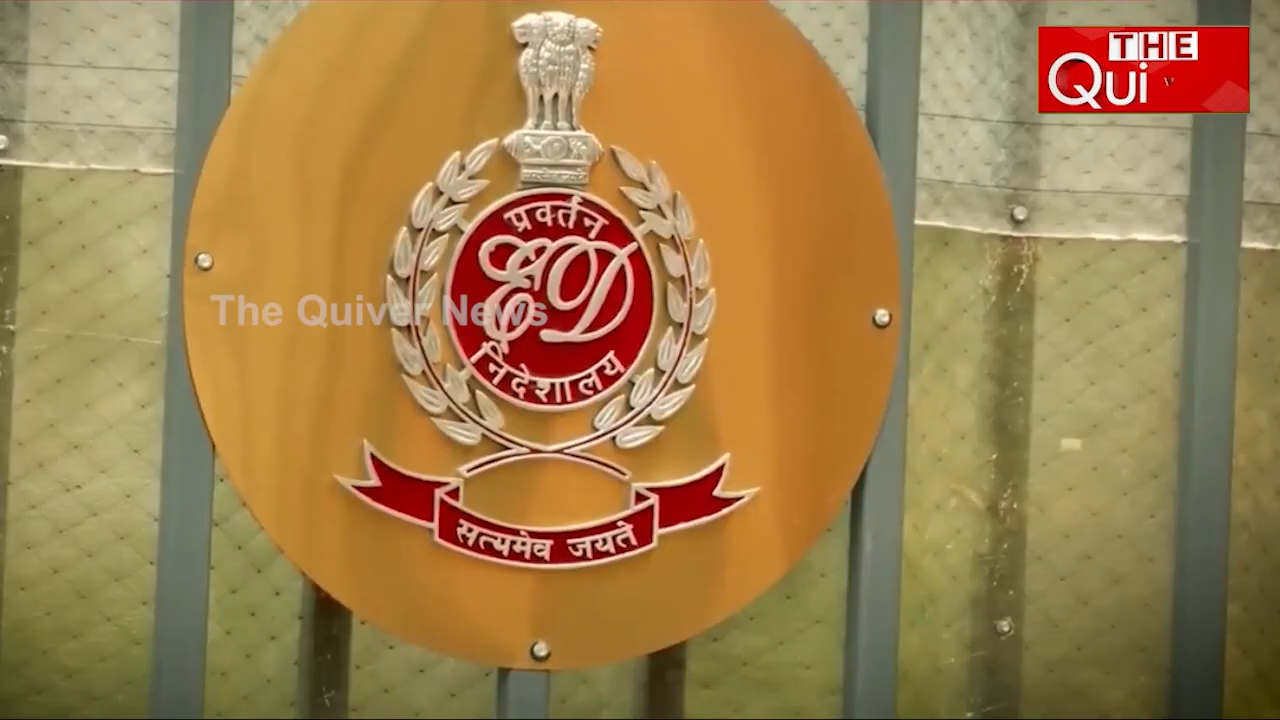 THE
Qui
प्रवर्तन
ED
The Quiver News
निदेशालय
सत्यमेव जयते